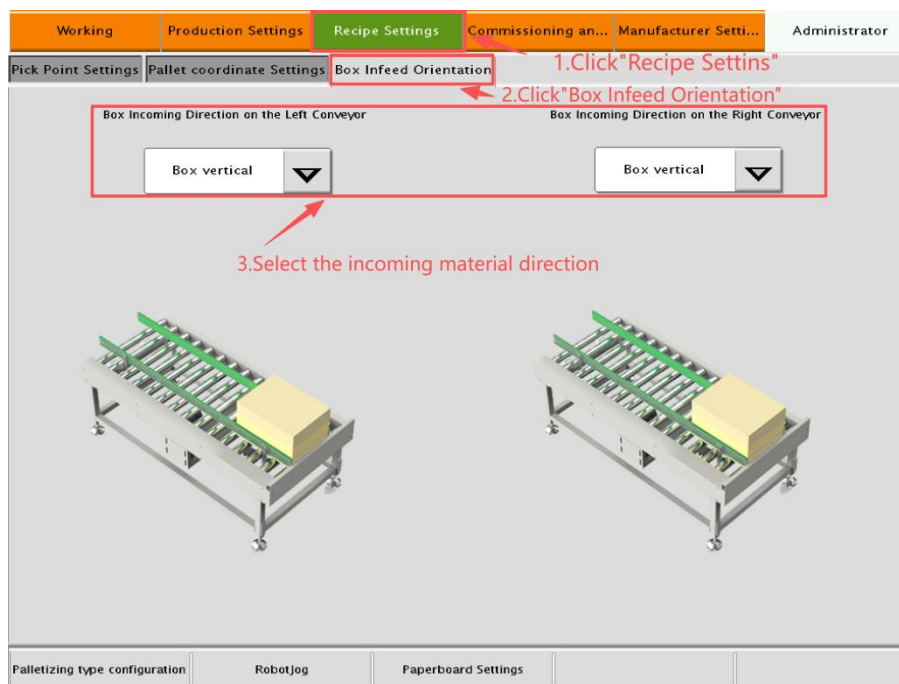 Working Production Settings Recipe Settings Commissioning an... Manufacturer Setti... Administrator
Pick Point Settings Pallet coordinate Settings Box Infeed Orientation
1.Click"Recipe Settins"
2.Click"Box Infeed Orientation"
Box Incoming Direction on the Left Conveyor Box Incoming Direction on the Right Conveyor
Box vertical Box vertical
3.Select the incoming material direction
Palletizing type configuration RobotJog Paperboard Settings